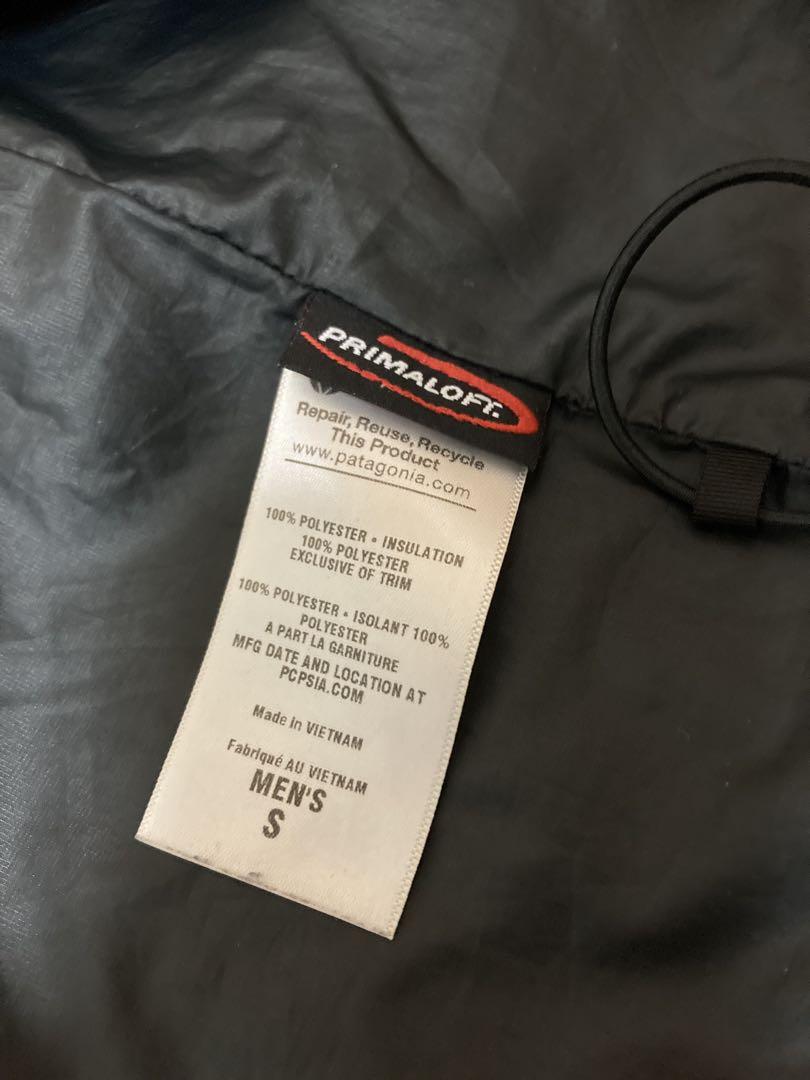 PRIMALOFT.
Repair, Reuse, Recycle
This Product
www.patagonia.com
100% POLYESTER • INSULATION
100% POLYESTER
EXCLUSIVE OF TRIM
100% POLYESTER • ISOLANT 100%
POLYESTER
A PART LA GARNITURE
MFG DATE AND LOCATION AT
PCPSIA.COM
Made in VIETNAM
Fabriqué AU VIETNAM
MEN'S
S